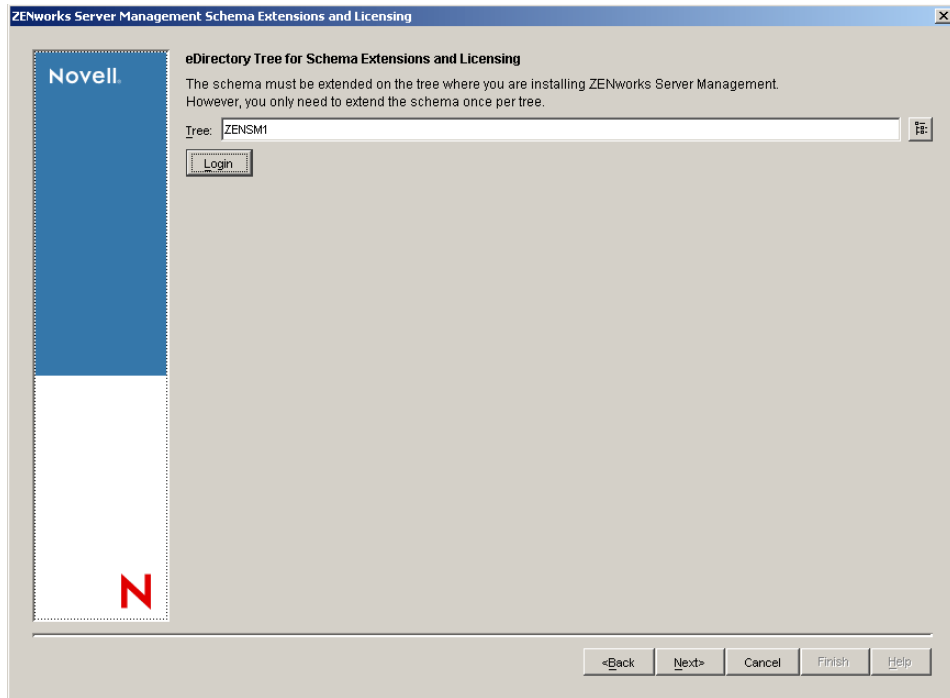 ZENworks Server Management Schema Extensions and Licensing
Novell.
eDirectory Tree for Schema Extensions and Licensing
The schema must be extended on the tree where you are installing ZENworks Server Management.
However, you only need to extend the schema once per tree.
Tree: ZENSM1
Login
N
<Back Next> Cancel Finish Help